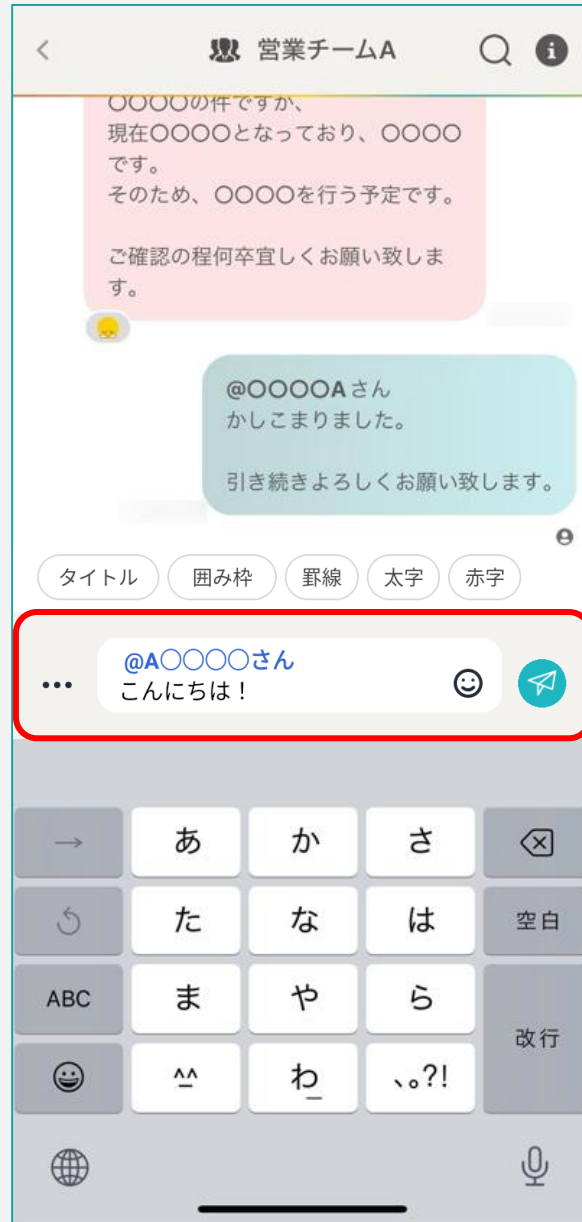 営業チームA
〇〇〇〇の件ですが、
現在〇〇〇〇となっており、〇〇〇〇
です。
そのため、〇〇〇〇を行う予定です。
ご確認の程何卒宜しくお願い致しま
す。
@〇〇〇〇Aさん
かしこまりました。
引き続きよろしくお願い致します。
タイトル 囲み枠 罫線 太字 赤字
@A〇〇〇〇さん
こんにちは！
→ あ か さ
た な は 空白
ABC ま や ら
改行
^^ わ 、。?!